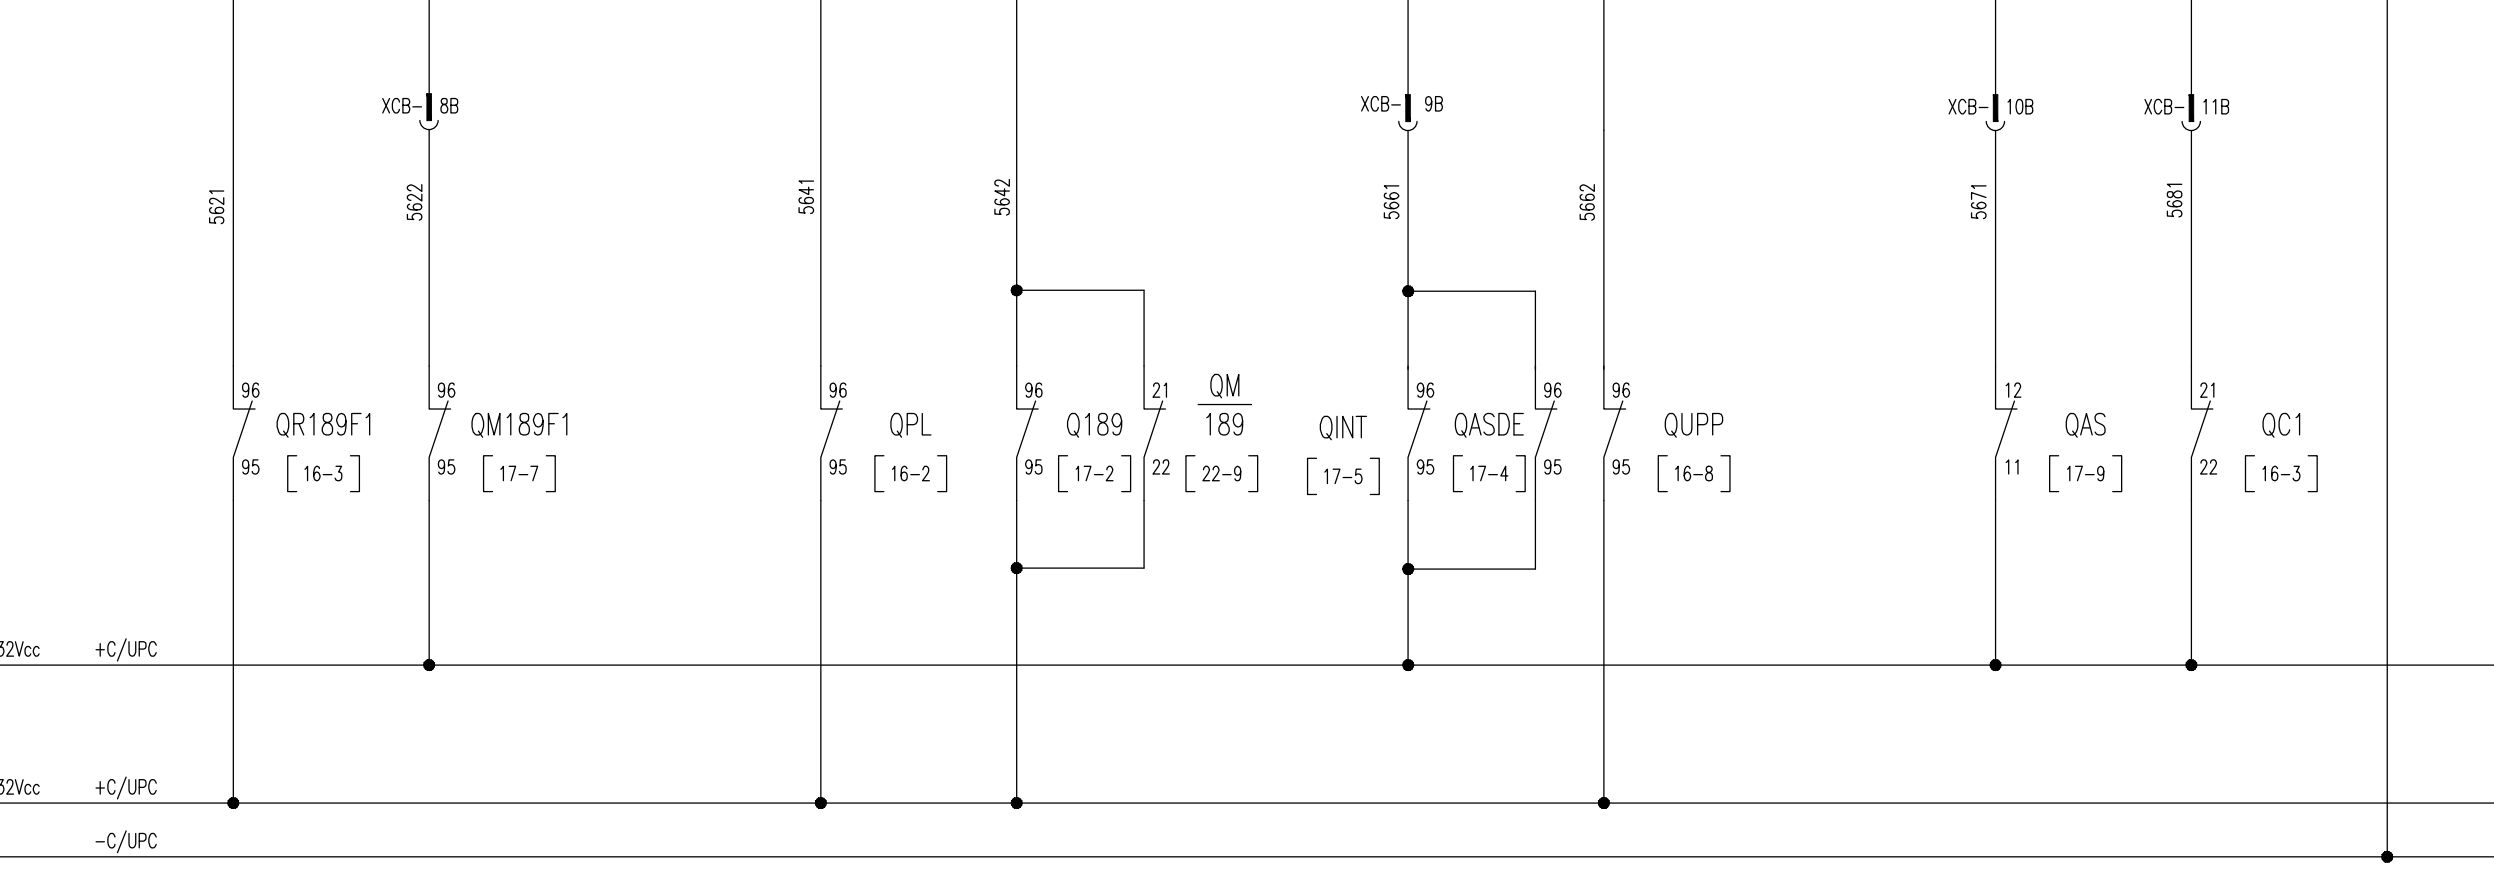 XCB- 8B
XCB- 9B
XCB- 10B
XCB- 11B
5621
5622
5641
5642
5661
5662
5671
5681
96
QR189F1
16-3
95
96
QM189F1
17-7
95
96
QPL
16-2
95
96
Q189
17-2
95
21
QM
189
22-9
22
QINT
17-5
96
95
QASDE
17-4
96
95
96
QUPP
16-8
95
12
QAS
17-9
11
21
QC1
16-3
22
32Vcc +C/UPC
32Vcc +C/UPC
-C/UPC